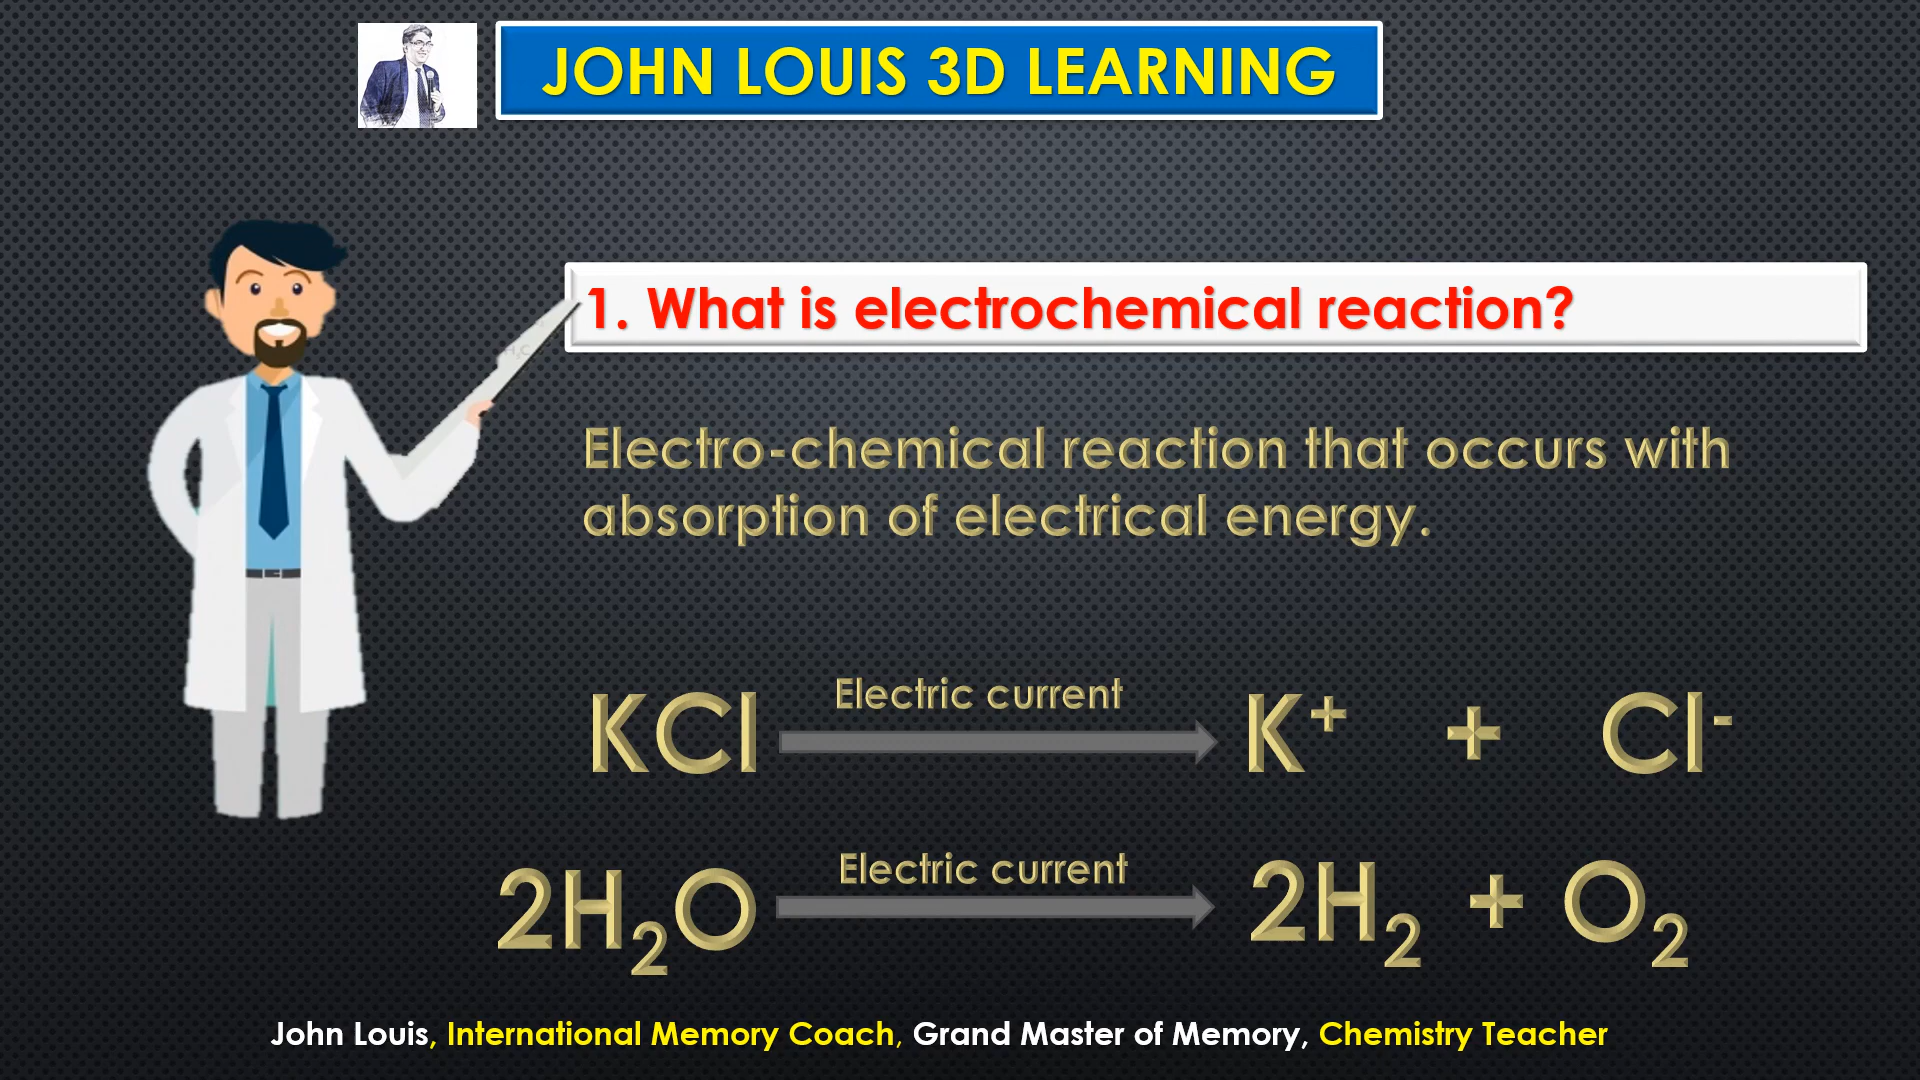 JOHN LOUIS 3D LEARNING
1. What is electrochemical reaction?
Electro-chemical reaction that occurs with
absorption of electrical energy.
Electric current
KCl K⁺ + Cl⁻
Electric current
2H₂O 2H₂ + O₂
John Louis, International Memory Coach, Grand Master of Memory, Chemistry Teacher